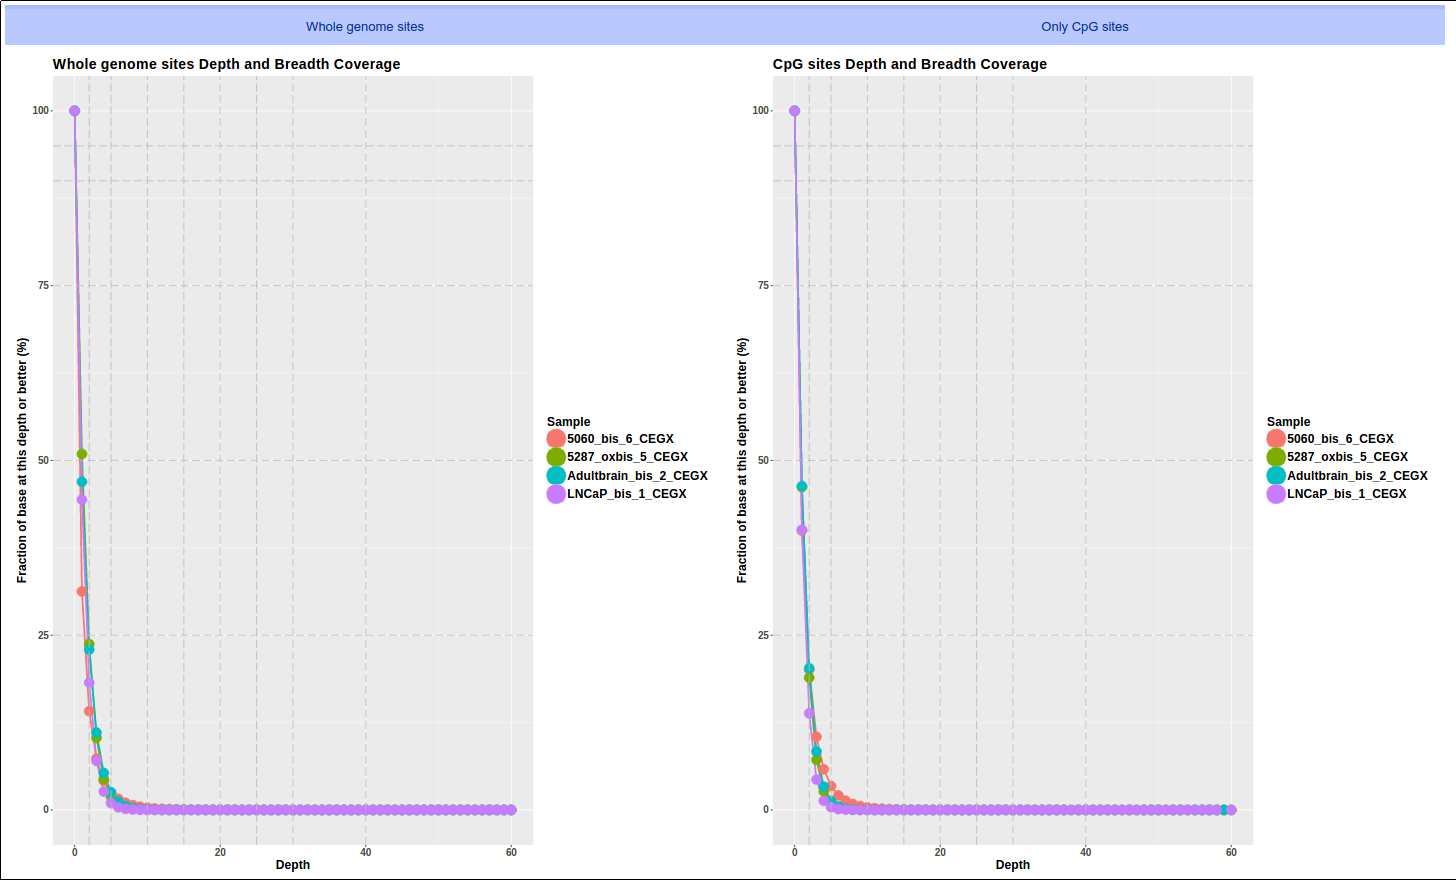 Whole genome sites
Only CpG sites
Whole genome sites Depth and Breadth Coverage
100
75
50
25
0
0 20 40 60
Depth
Fraction of base at this depth or better (%)
Sample
5060_bis_6_CEGX
5287_oxbis_5_CEGX
Adultbrain_bis_2_CEGX
LNCaP_bis_1_CEGX
CpG sites Depth and Breadth Coverage
100
75
50
25
0
0 20 40 60
Depth
Fraction of base at this depth or better (%)
Sample
5060_bis_6_CEGX
5287_oxbis_5_CEGX
Adultbrain_bis_2_CEGX
LNCaP_bis_1_CEGX